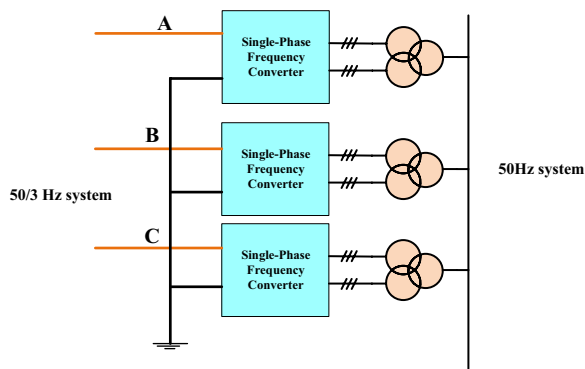 A
Single-Phase
Frequency
Converter
B
Single-Phase
Frequency
Converter
50/3 Hz system
50Hz system
C
Single-Phase
Frequency
Converter